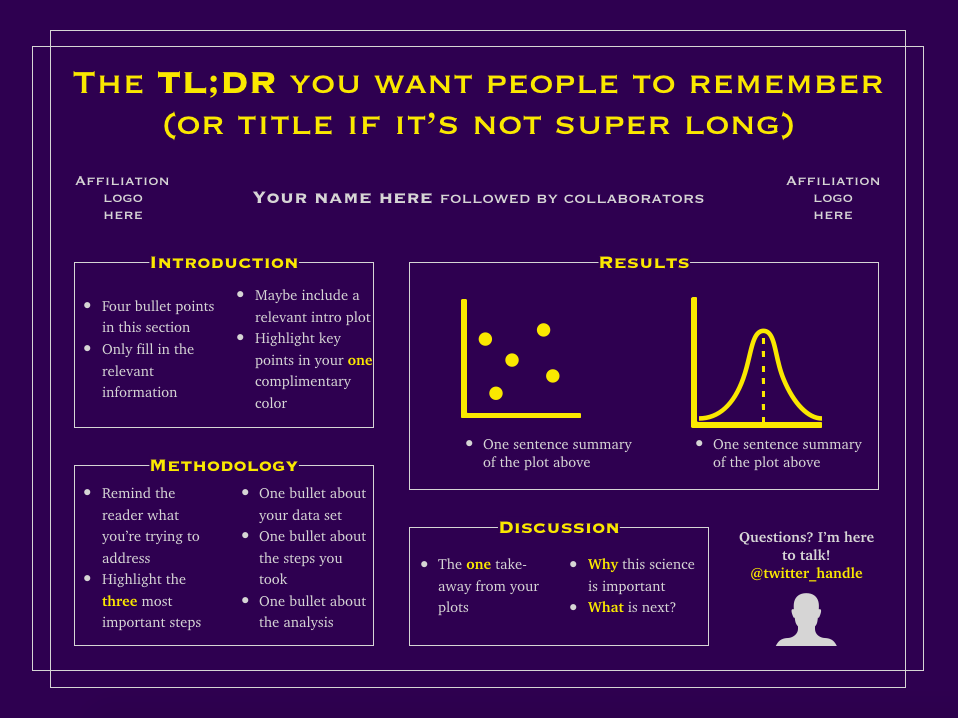 The TL;DR you want people to remember
(or title if it’s not super long)
Affiliation
logo
here
Your name here followed by collaborators
Affiliation
logo
here
Introduction
• Four bullet points
in this section
• Only fill in the
relevant
information
• Maybe include a
relevant intro plot
• Highlight key
points in your one
complimentary
color
Methodology
• Remind the
reader what
you’re trying to
address
• Highlight the
three most
important steps
• One bullet about
your data set
• One bullet about
the steps you
took
• One bullet about
the analysis
Results
• One sentence summary
of the plot above
• One sentence summary
of the plot above
Discussion
• The one take-
away from your
plots
• Why this science
is important
• What is next?
Questions? I’m here
to talk!
@twitter_handle